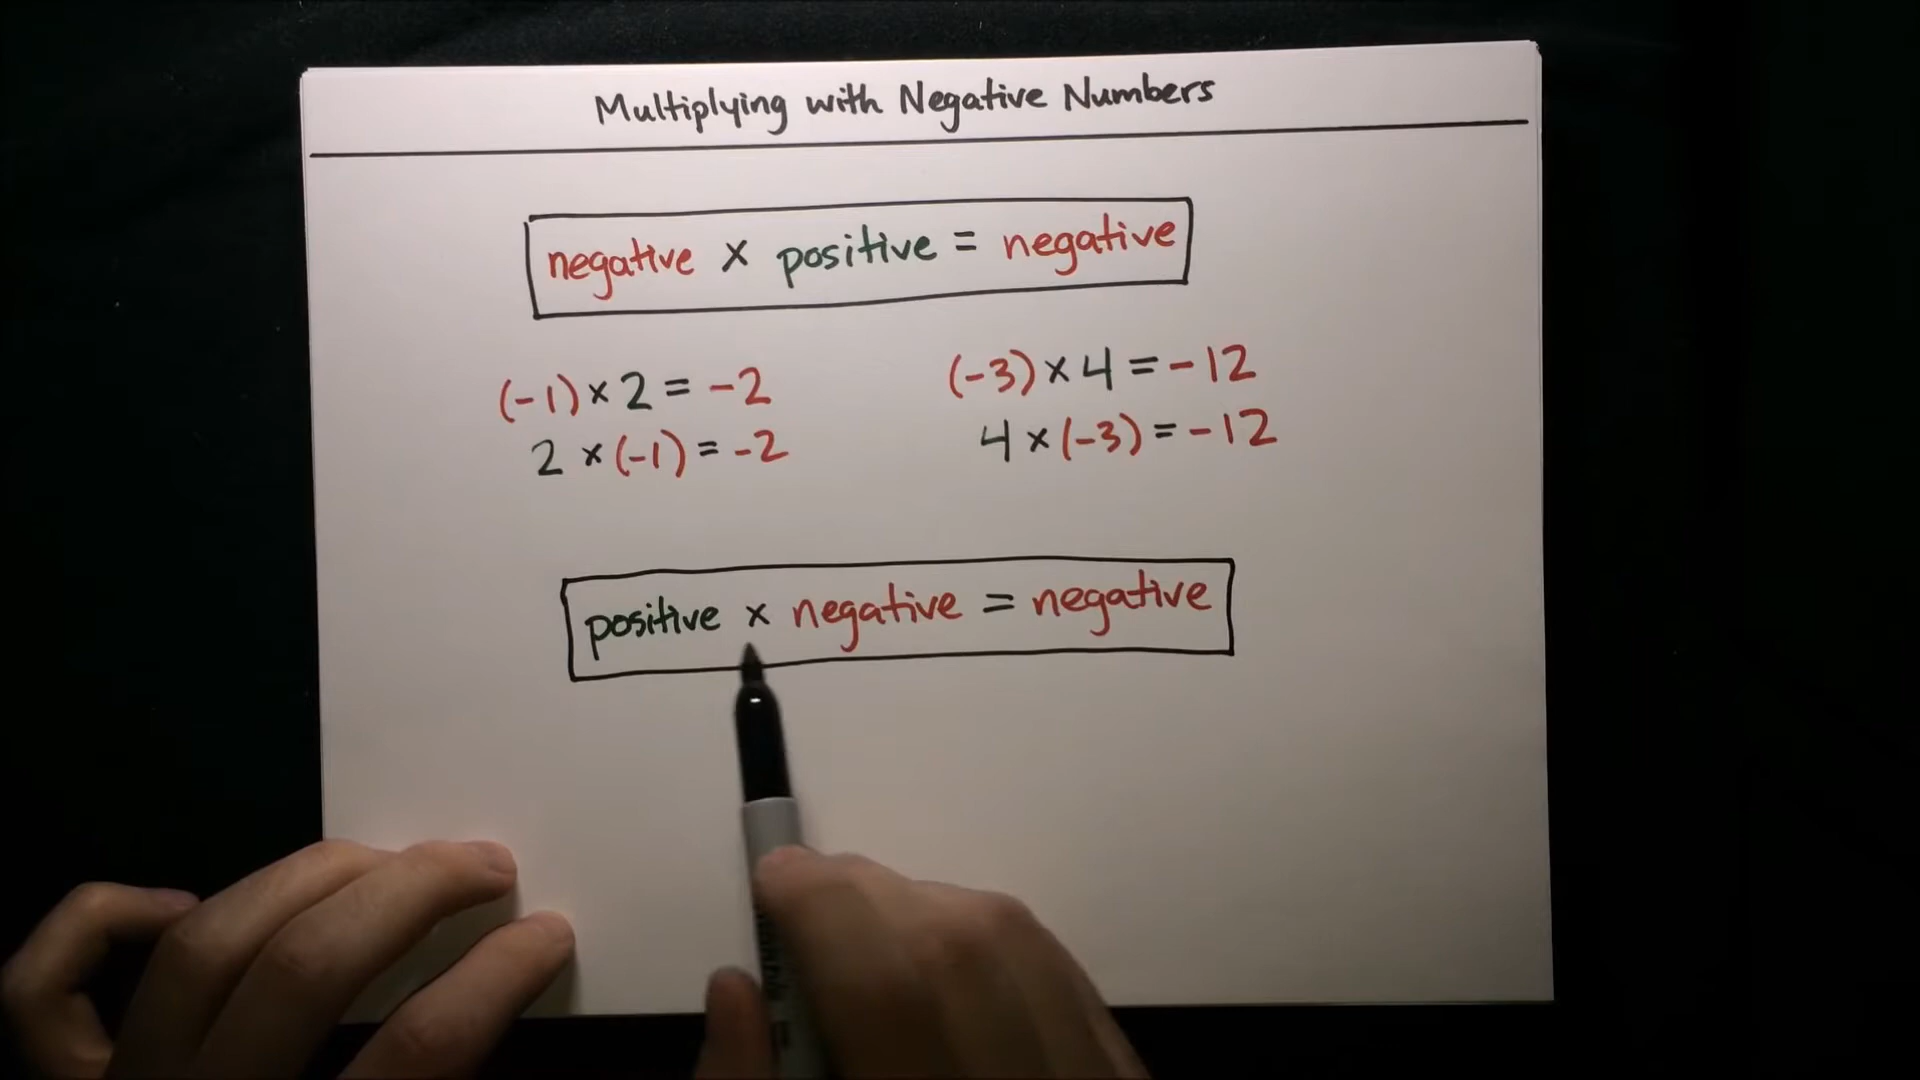 Multiplying with Negative Numbers
negative × positive = negative
(-1) × 2 = -2
2 × (-1) = -2
(-3) × 4 = -12
4 × (-3) = -12
positive × negative = negative